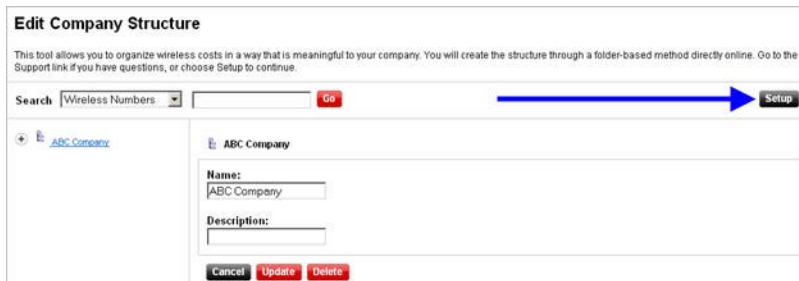 Edit Company Structure
This tool allows you to organize wireless costs in a way that is meaningful to your company. You will create the structure through a folder-based method directly online. Go to the
Support link if you have questions, or choose Setup to continue.
Search Wireless Numbers Go Setup
ABC Company
ABC Company
Name:
ABC Company
Description:
Cancel Update Delete